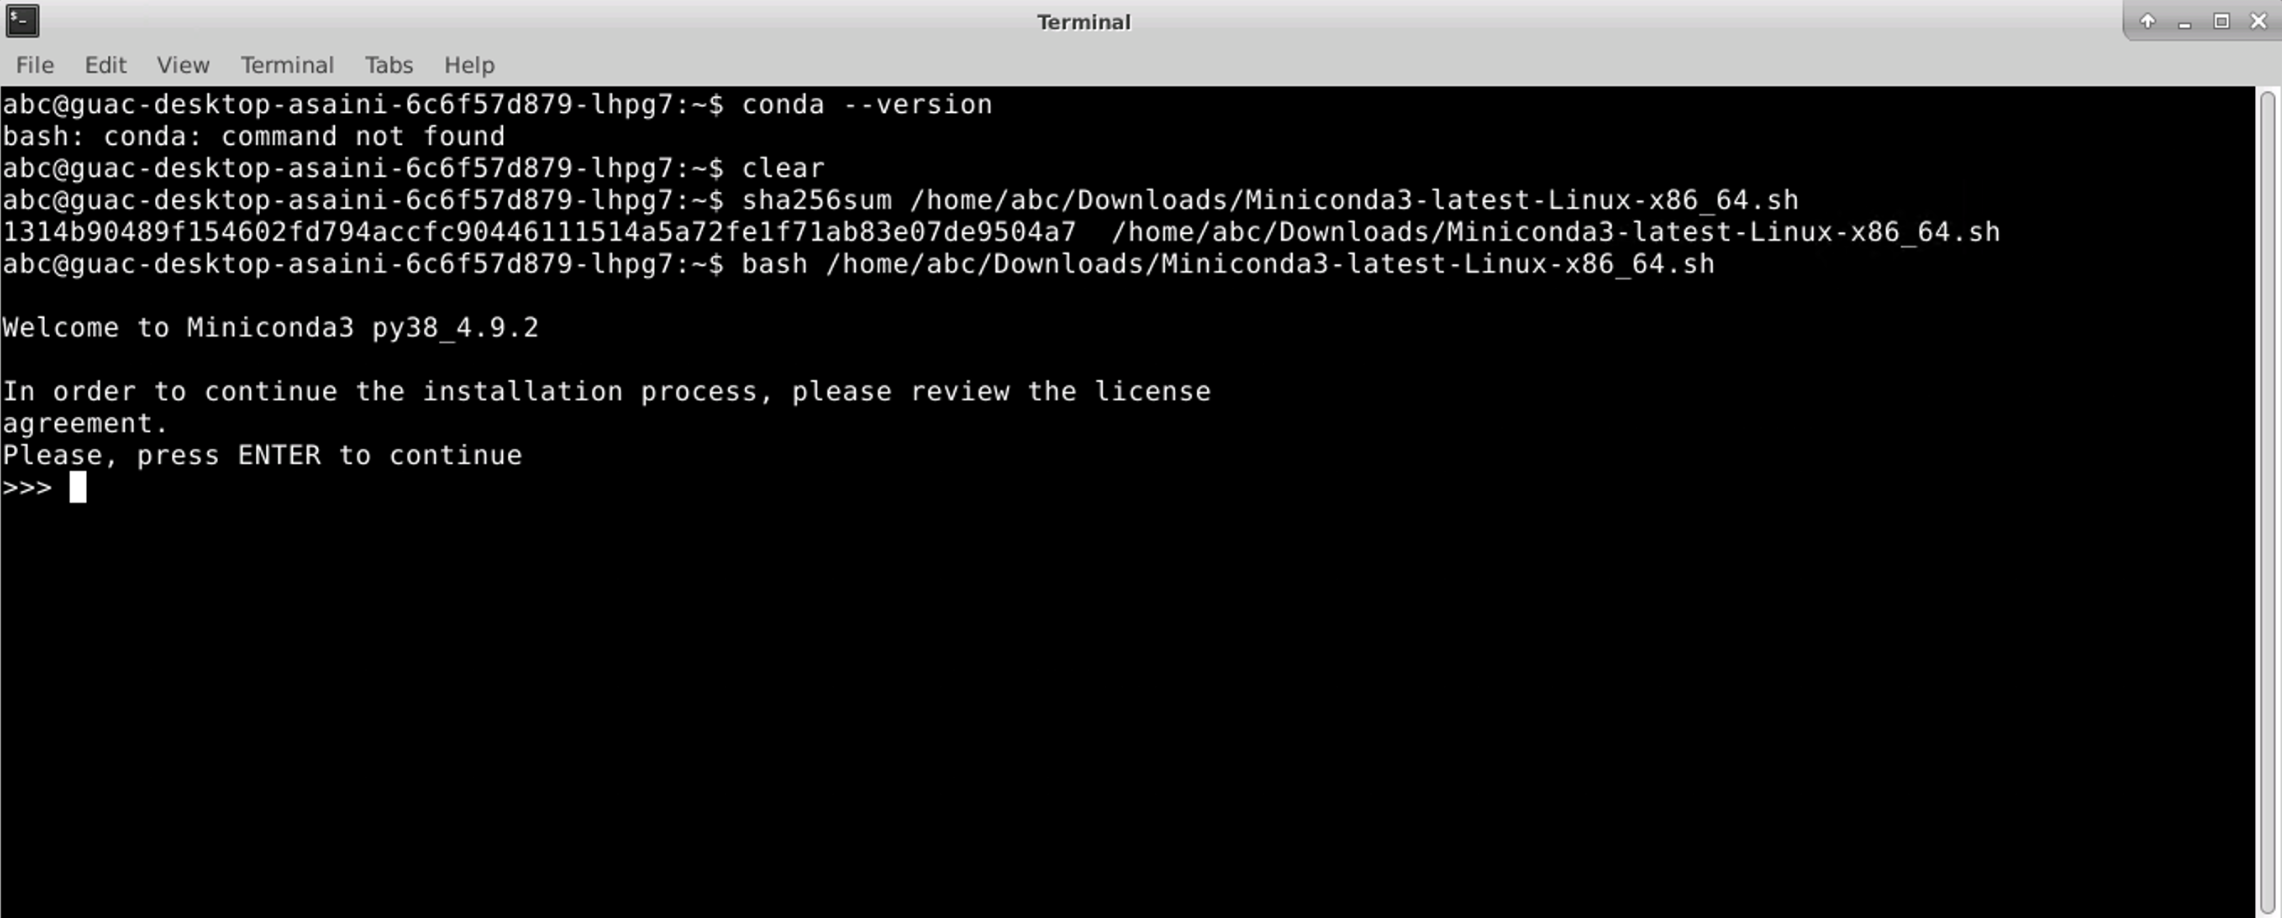 Terminal
File Edit View Terminal Tabs Help
abc@guac-desktop-asaini-6c6f57d879-lhpg7:~$ conda --version
bash: conda: command not found
abc@guac-desktop-asaini-6c6f57d879-lhpg7:~$ clear
abc@guac-desktop-asaini-6c6f57d879-lhpg7:~$ sha256sum /home/abc/Downloads/Miniconda3-latest-Linux-x86_64.sh
1314b90489f154602fd794accfc90446111514a5a72fe1f71ab83e07de9504a7  /home/abc/Downloads/Miniconda3-latest-Linux-x86_64.sh
abc@guac-desktop-asaini-6c6f57d879-lhpg7:~$ bash /home/abc/Downloads/Miniconda3-latest-Linux-x86_64.sh
Welcome to Miniconda3 py38_4.9.2
In order to continue the installation process, please review the license
agreement.
Please, press ENTER to continue
>>>